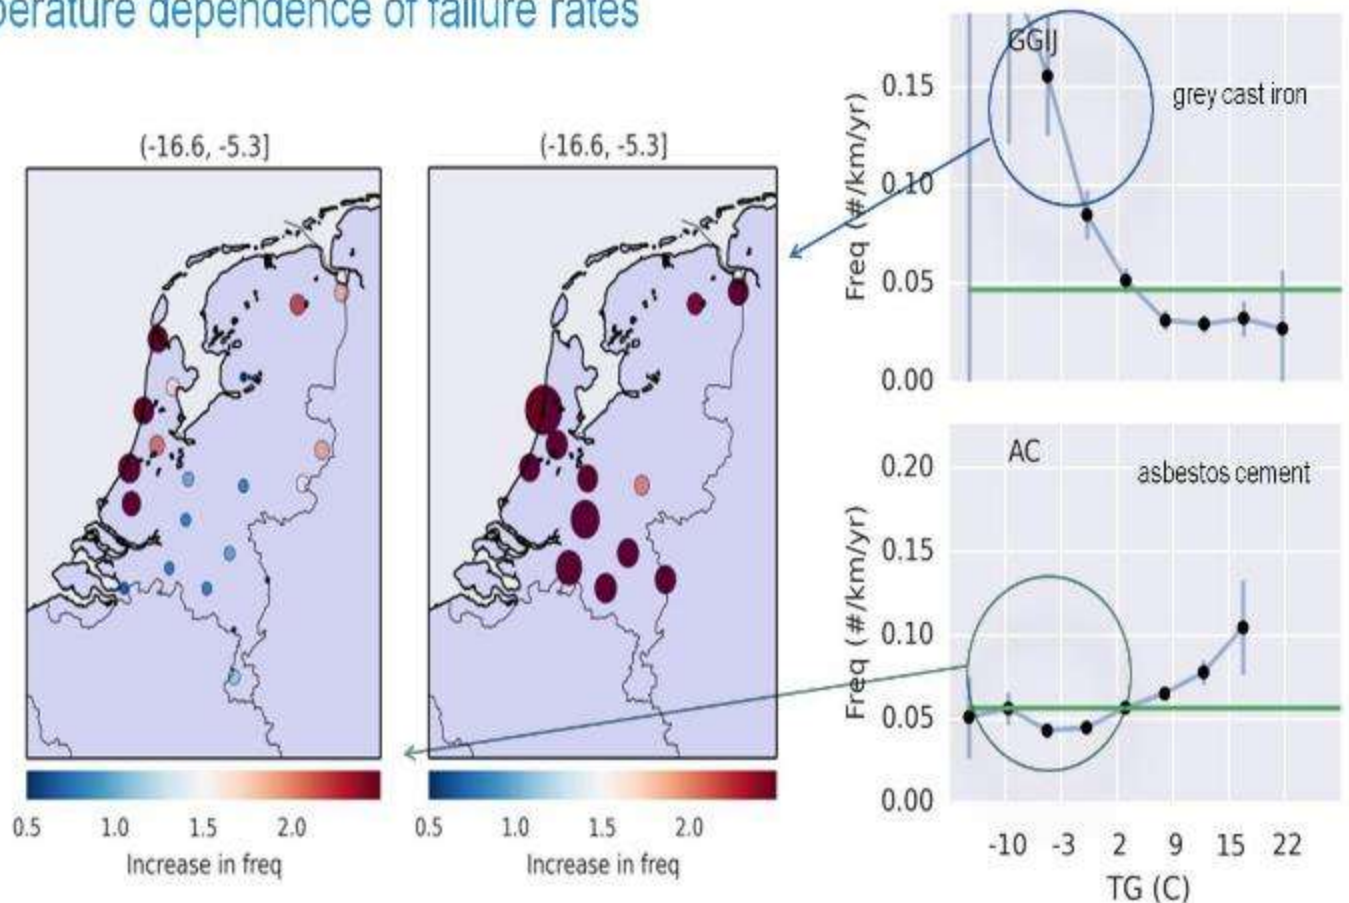 perature dependence of failure rates
(-16.6, -5.3]
0.5 1.0 1.5 2.0
Increase in freq
(-16.6, -5.3]
0.5 1.0 1.5 2.0
Increase in freq
GGIJ
grey cast iron
Freq (#/km/yr)
0.15
0.10
0.05
0.00
AC
asbestos cement
Freq (#/km/yr)
0.20
0.15
0.10
0.05
0.00
-10 -3 2 9 15 22
TG (C)